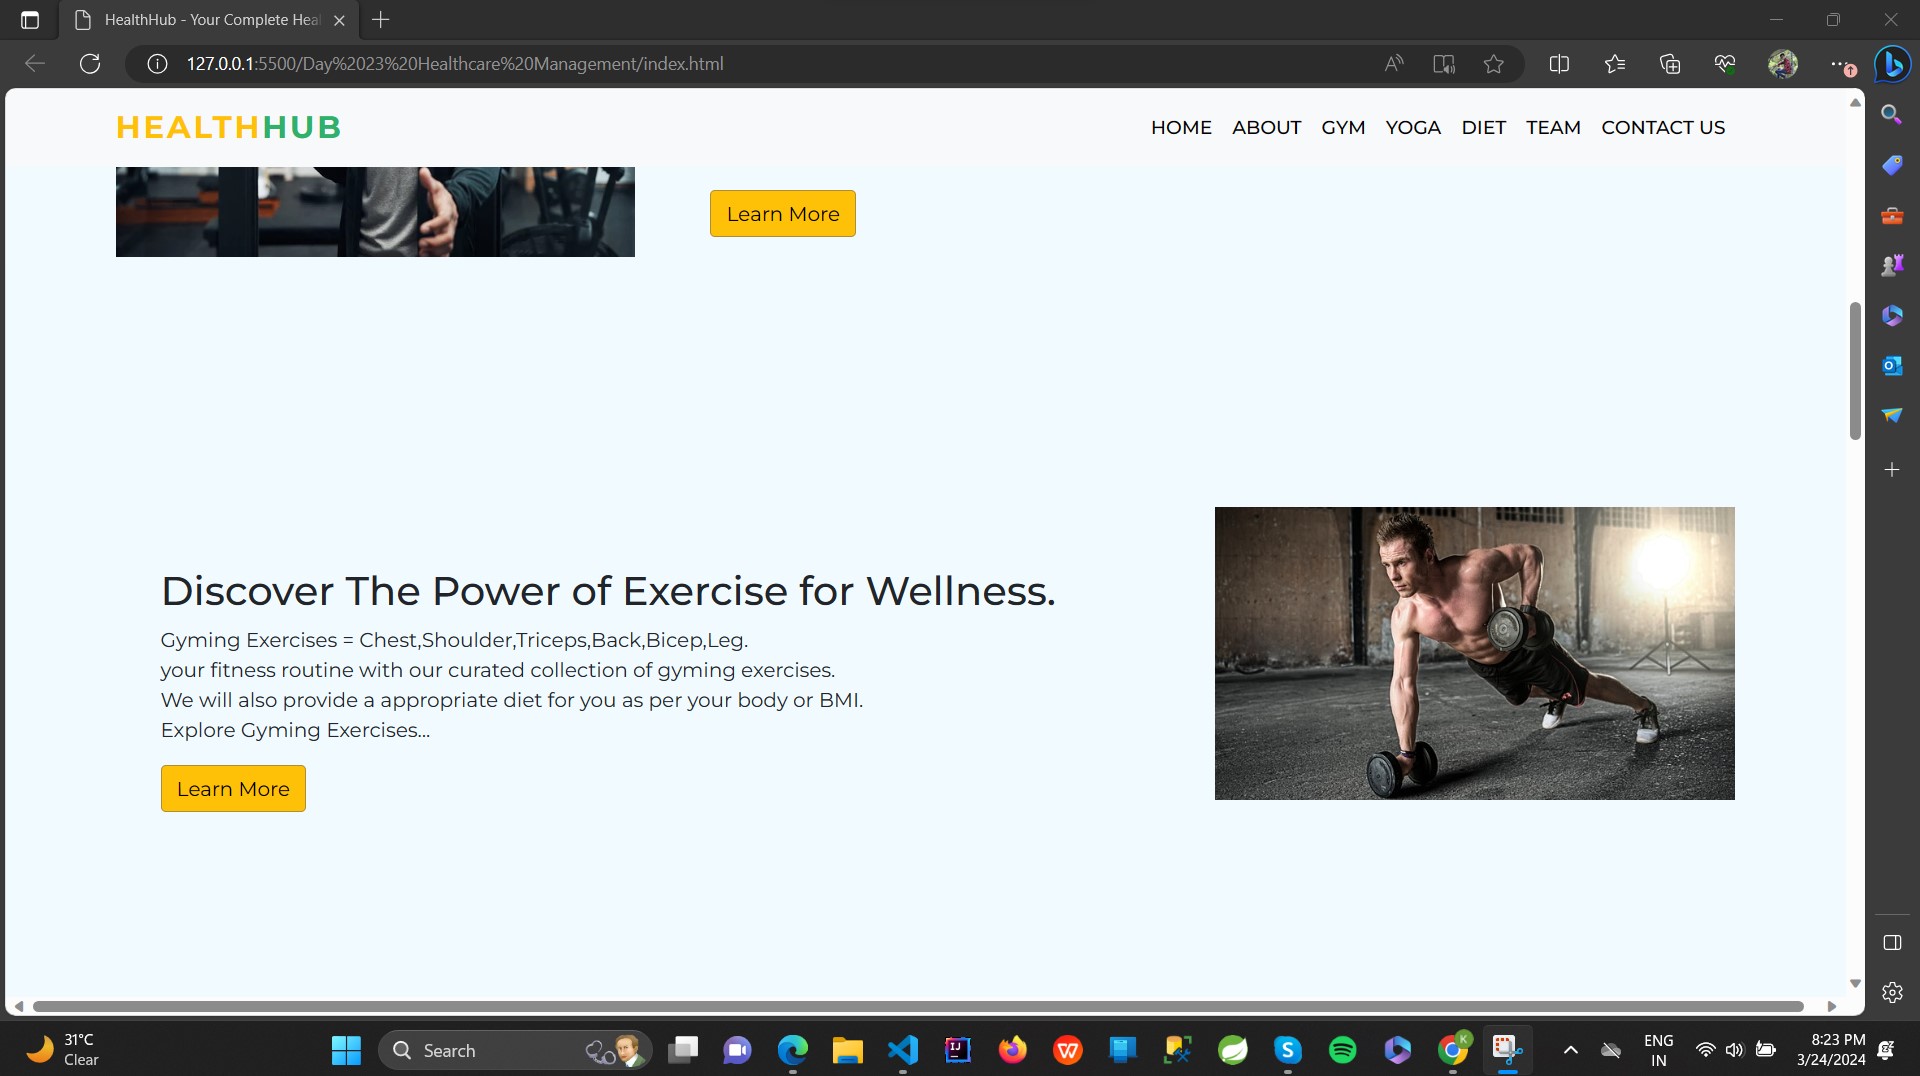 HealthHub - Your Complete Heal
127.0.0.1:5500/Day%2023%20Healthcare%20Management/index.html
HEALTHHUB
HOME ABOUT GYM YOGA DIET TEAM CONTACT US
Learn More
Discover The Power of Exercise for Wellness.
Gyming Exercises = Chest,Shoulder,Triceps,Back,Bicep,Leg.
your fitness routine with our curated collection of gyming exercises.
We will also provide a appropriate diet for you as per your body or BMI.
Explore Gyming Exercises...
Learn More
31°C
Clear
Search
ENG
IN
8:23 PM
3/24/2024